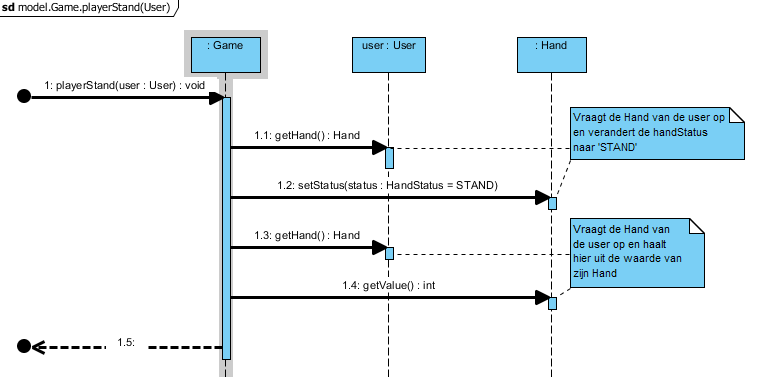 sd model.Game.playerStand(User)
: Game
user : User
: Hand
1: playerStand(user : User) : void
Vraagt de Hand van de user op
en verandert de handStatus
naar 'STAND'
1.1: getHand() : Hand
1.2: setStatus(status : HandStatus = STAND)
Vraagt de Hand van
de user op en haalt
hier uit de waarde van
zijn Hand
1.3: getHand() : Hand
1.4: getValue() : int
1.5: